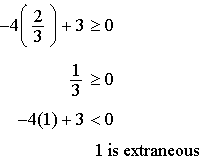 −4(2/3) + 3 ≥ 0
1/3 ≥ 0
−4(1) + 3 < 0
1 is extraneous